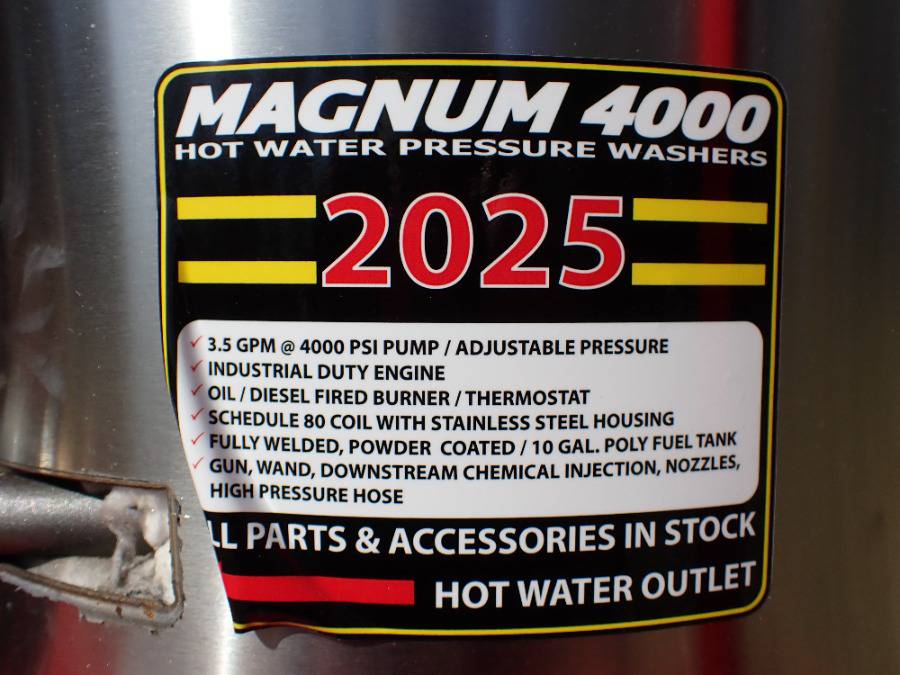 MAGNUM 4000
HOT WATER PRESSURE WASHERS
2025
✓ 3.5 GPM @ 4000 PSI PUMP / ADJUSTABLE PRESSURE
✓ INDUSTRIAL DUTY ENGINE
✓ OIL / DIESEL FIRED BURNER / THERMOSTAT
✓ SCHEDULE 80 COIL WITH STAINLESS STEEL HOUSING
✓ FULLY WELDED, POWDER COATED / 10 GAL. POLY FUEL TANK
✓ GUN, WAND, DOWNSTREAM CHEMICAL INJECTION, NOZZLES,
HIGH PRESSURE HOSE
LL PARTS & ACCESSORIES IN STOCK
HOT WATER OUTLET